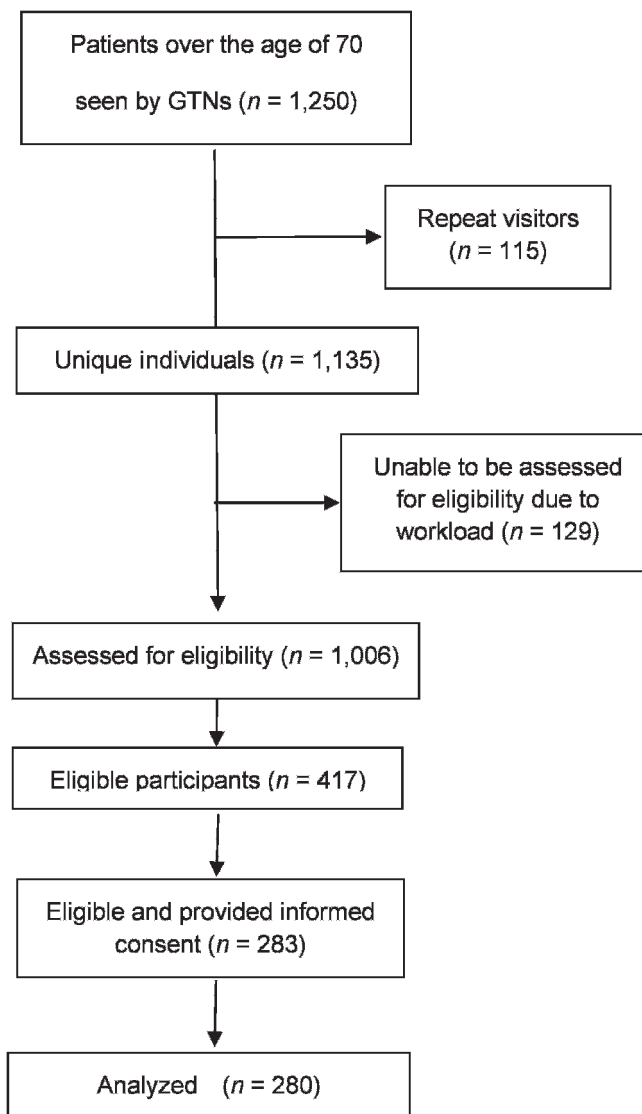 Patients over the age of 70
seen by GTNs (n = 1,250)
Repeat visitors
(n = 115)
Unique individuals (n = 1,135)
Unable to be assessed
for eligibility due to
workload (n = 129)
Assessed for eligibility (n = 1,006)
Eligible participants (n = 417)
Eligible and provided informed
consent (n = 283)
Analyzed (n = 280)